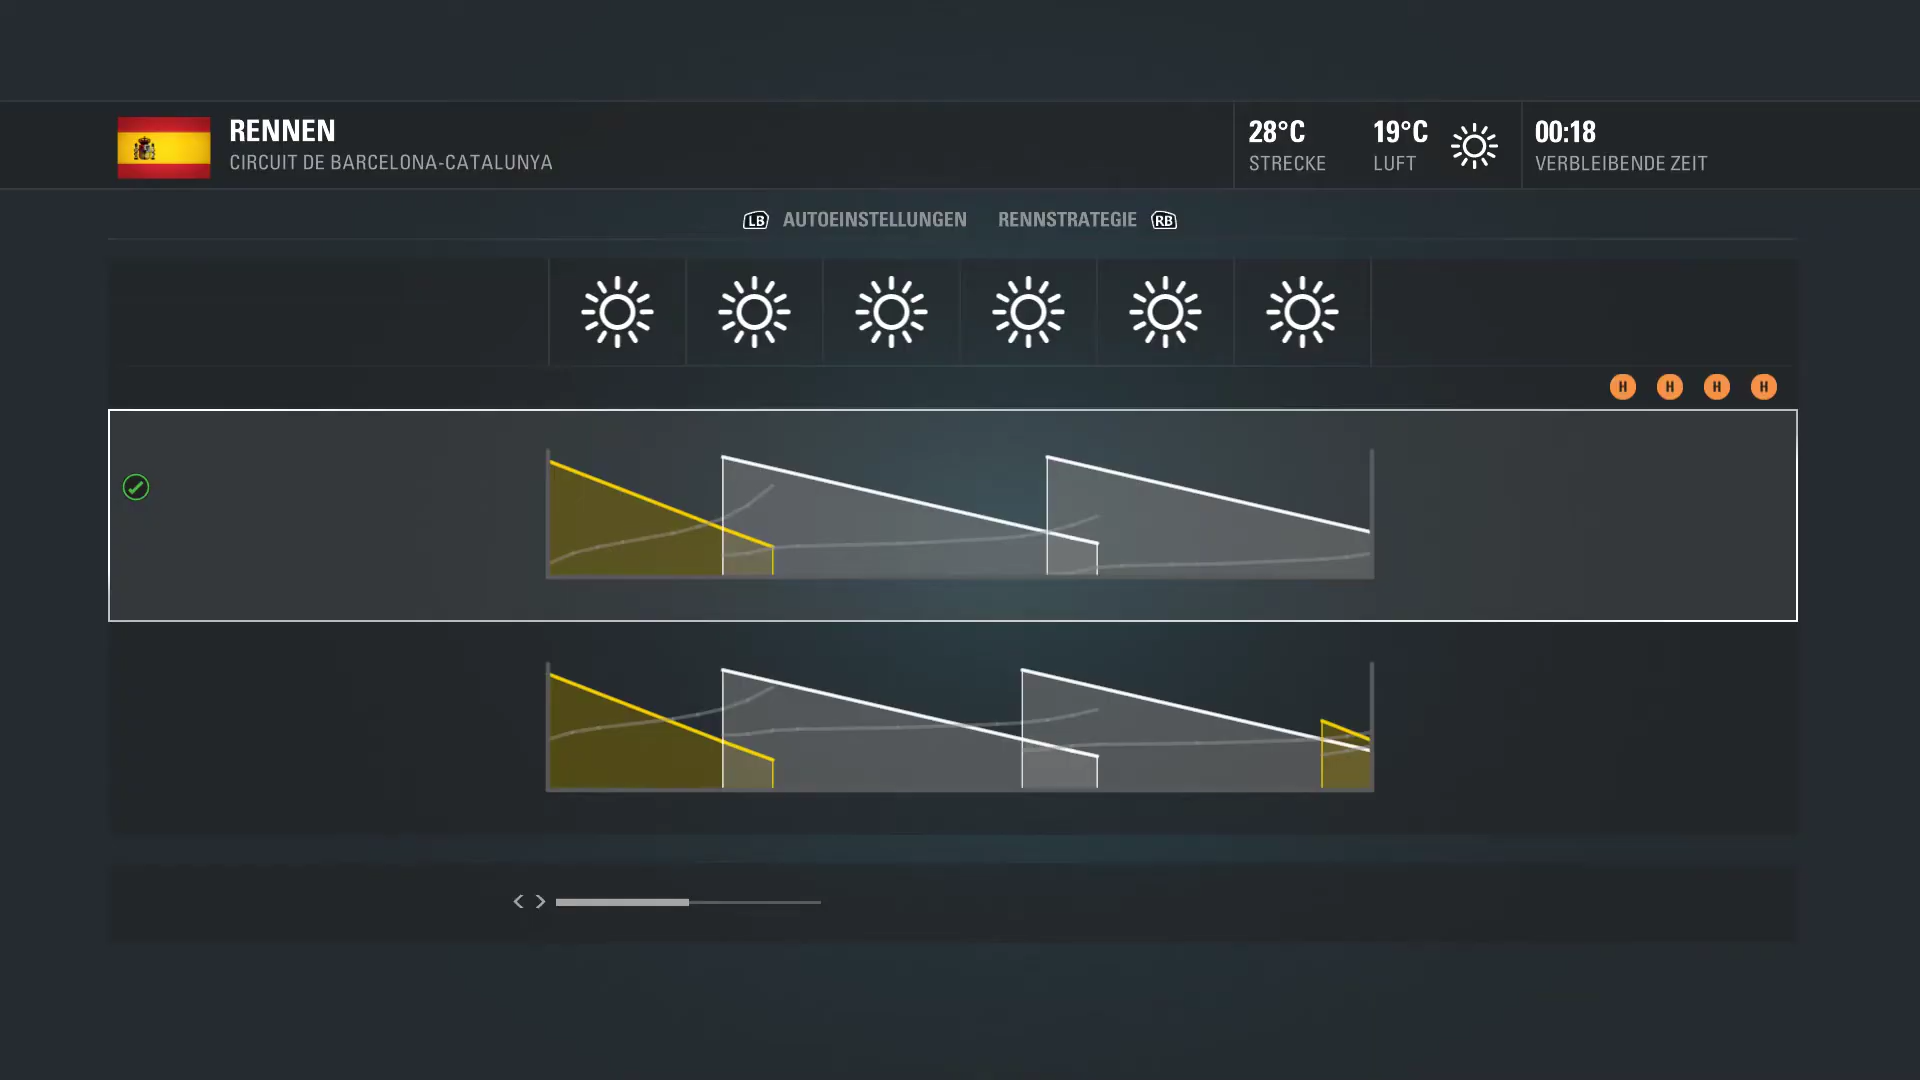 RENNEN
CIRCUIT DE BARCELONA-CATALUNYA
28°C
STRECKE
19°C
LUFT
00:18
VERBLEIBENDE ZEIT
LB AUTOEINSTELLUNGEN RENNSTRATEGIE RB
H H H H